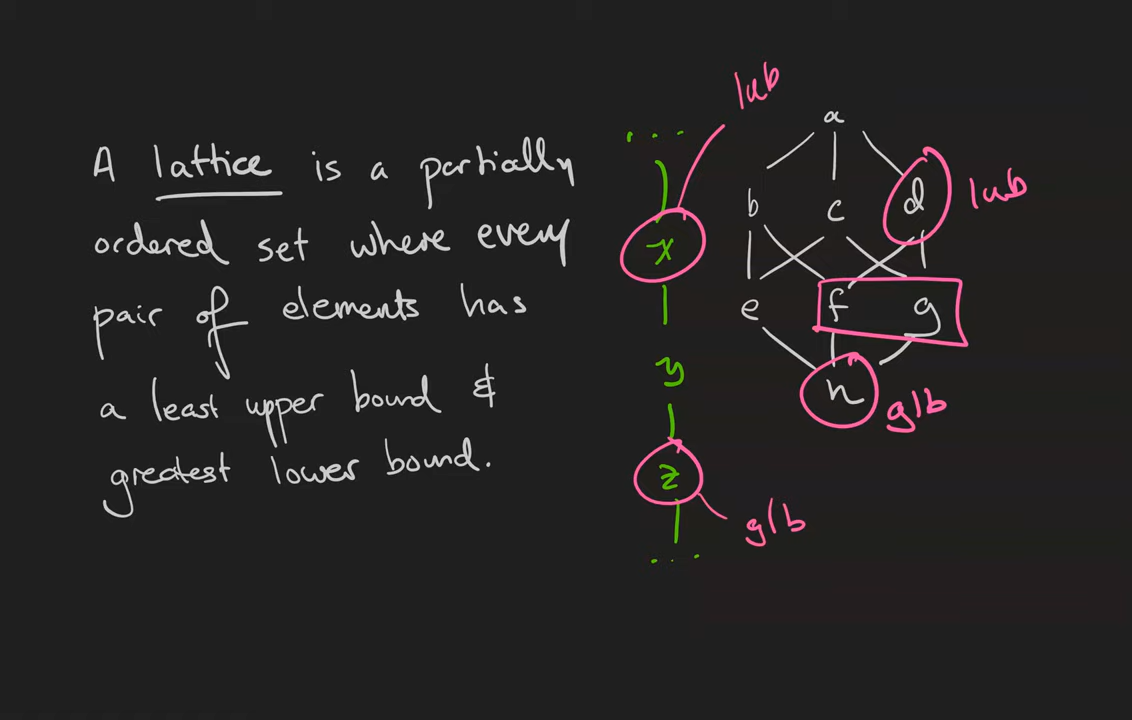 A lattice is a partially
ordered set where every
pair of elements has
a least upper bound &
greatest lower bound.
lub
. . .
x
y
z
glb
. . .
a
b c d lub
e f g
h glb